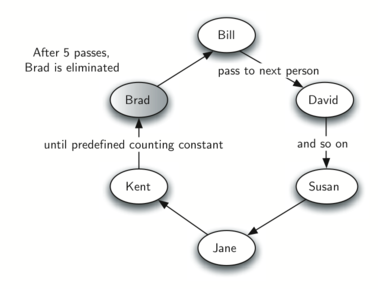 Bill
After 5 passes,
Brad is eliminated
pass to next person
Brad
David
until predefined counting constant
and so on
Kent
Susan
Jane